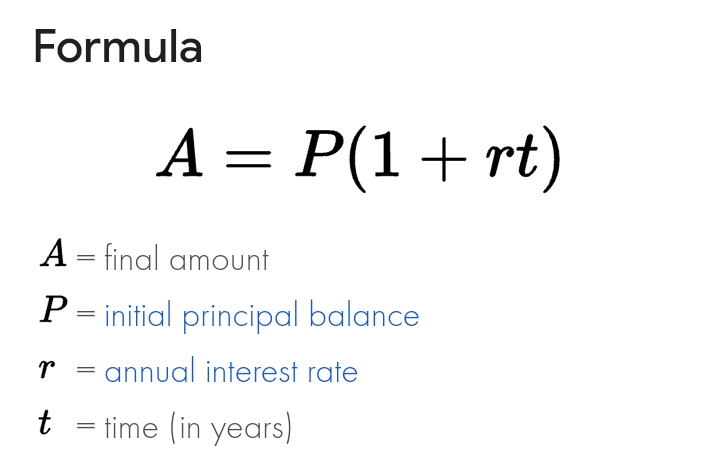 Formula
A = P(1 + rt)
A = final amount
P = initial principal balance
r = annual interest rate
t = time (in years)